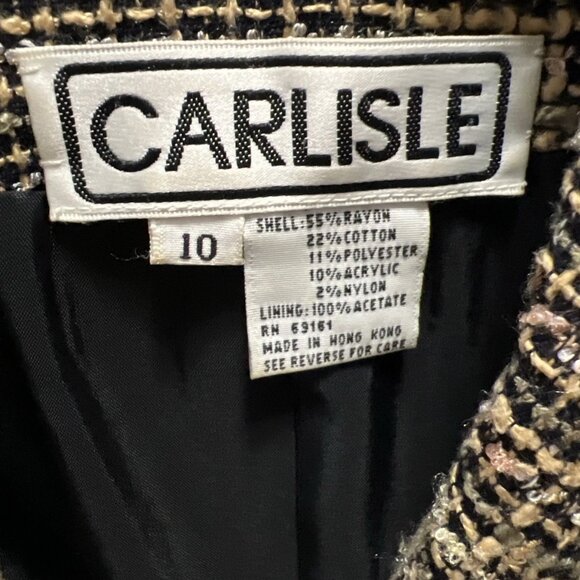 CARLISLE
10
SHELL:55%RAYON
22%COTTON
11%POLYESTER
10%ACRYLIC
2%NYLON
LINING:100%ACETATE
RN 69161
MADE IN HONG KONG
SEE REVERSE FOR CARE